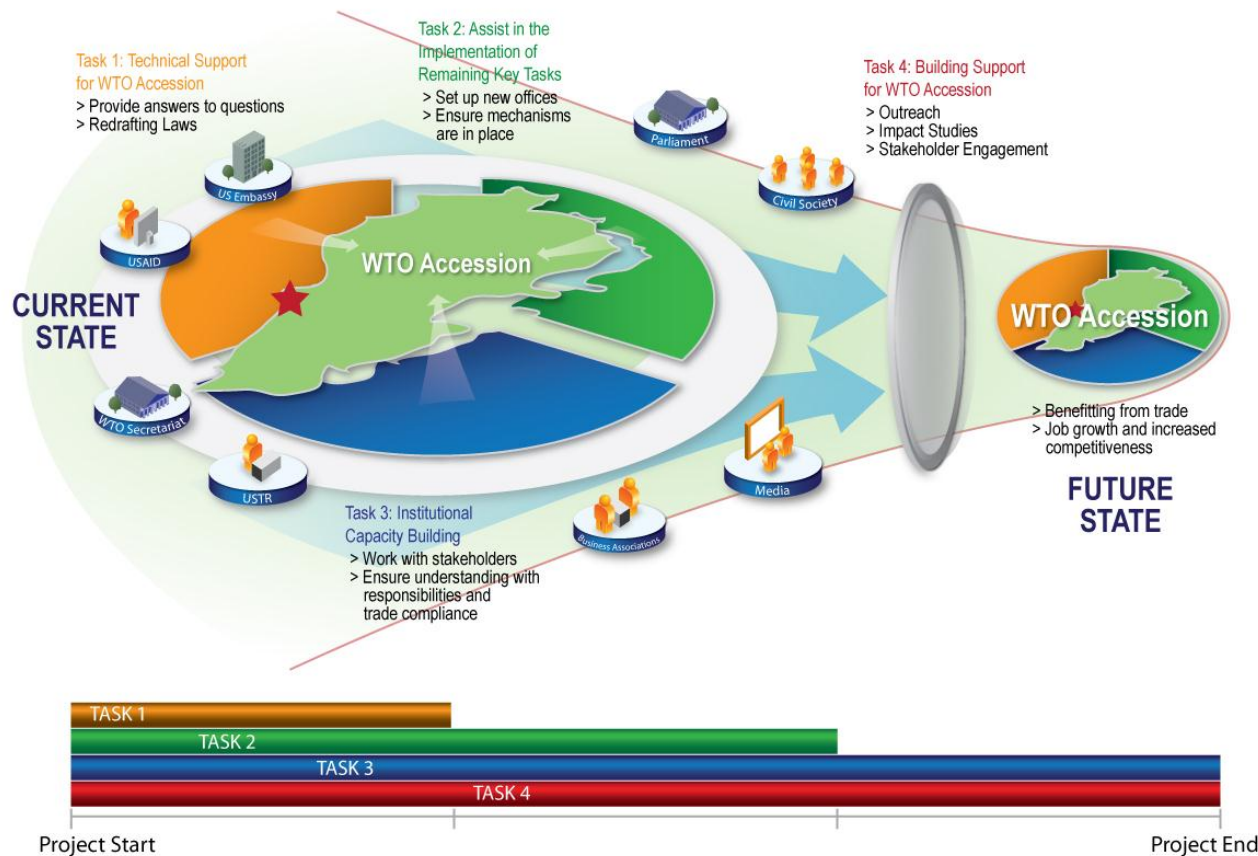 Task 1: Technical Support
for WTO Accession
> Provide answers to questions
> Redrafting Laws
Task 2: Assist in the
Implementation of
Remaining Key Tasks
> Set up new offices
> Ensure mechanisms
are in place
Task 4: Building Support
for WTO Accession
> Outreach
> Impact Studies
> Stakeholder Engagement
Parliament
US Embassy
Civil Society
USAID
WTO Accession
CURRENT
STATE
WTO Accession
WTO Secretariat
USTR
Media
Business Associations
> Benefitting from trade
> Job growth and increased
competitiveness
FUTURE
STATE
Task 3: Institutional
Capacity Building
> Work with stakeholders
> Ensure understanding with
responsibilities and
trade compliance
TASK 1
TASK 2
TASK 3
TASK 4
Project Start
Project End